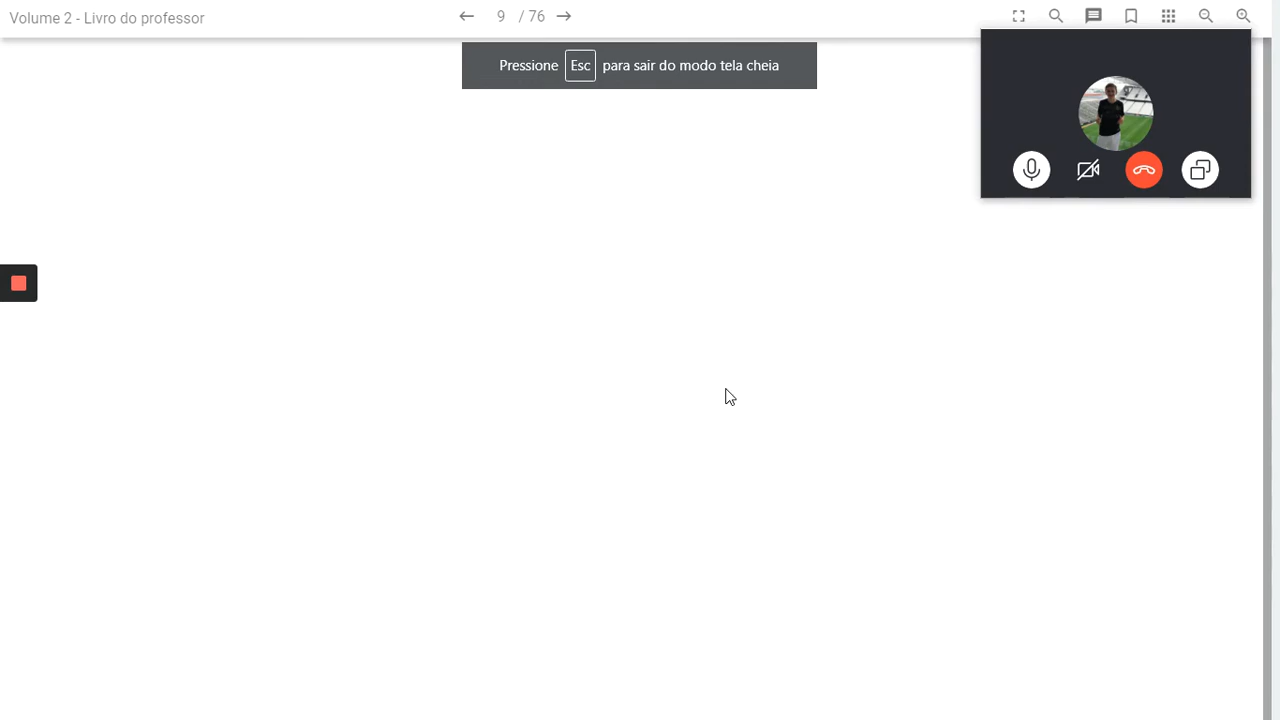 Volume 2 - Livro do professor
9 / 76
Pressione Esc para sair do modo tela cheia